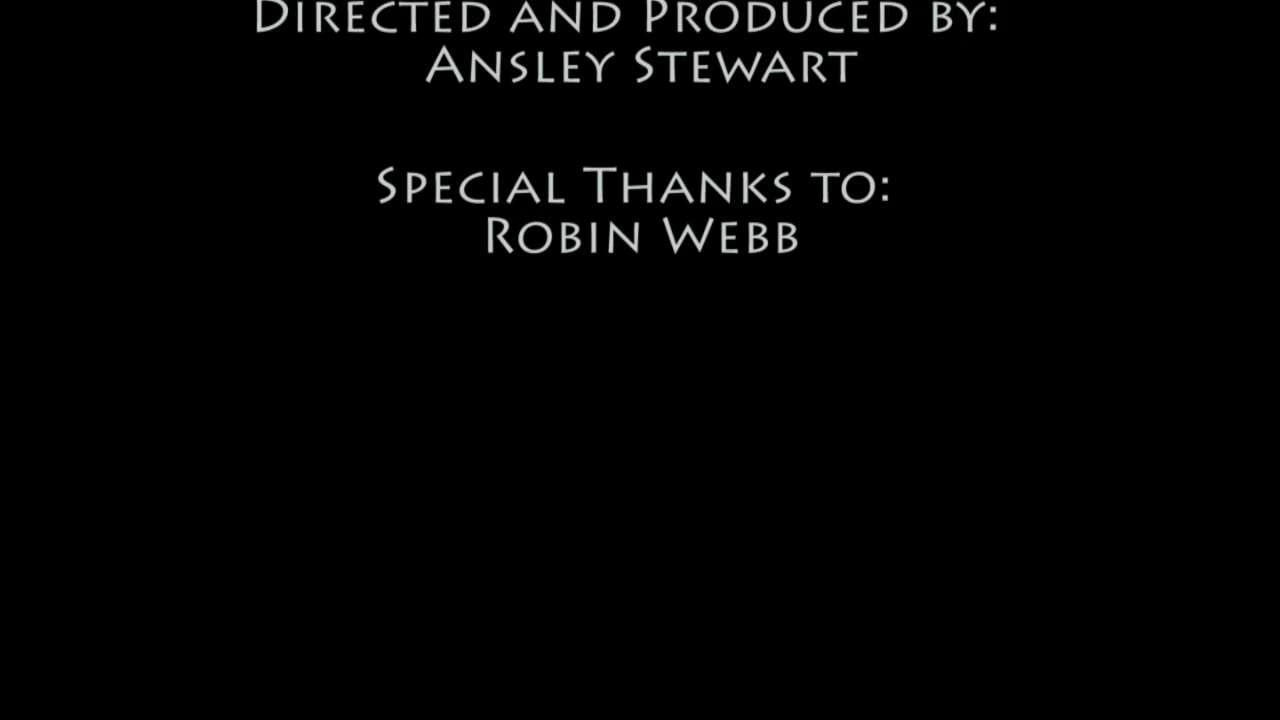 Directed and Produced by:
Ansley Stewart
Special Thanks to:
Robin Webb